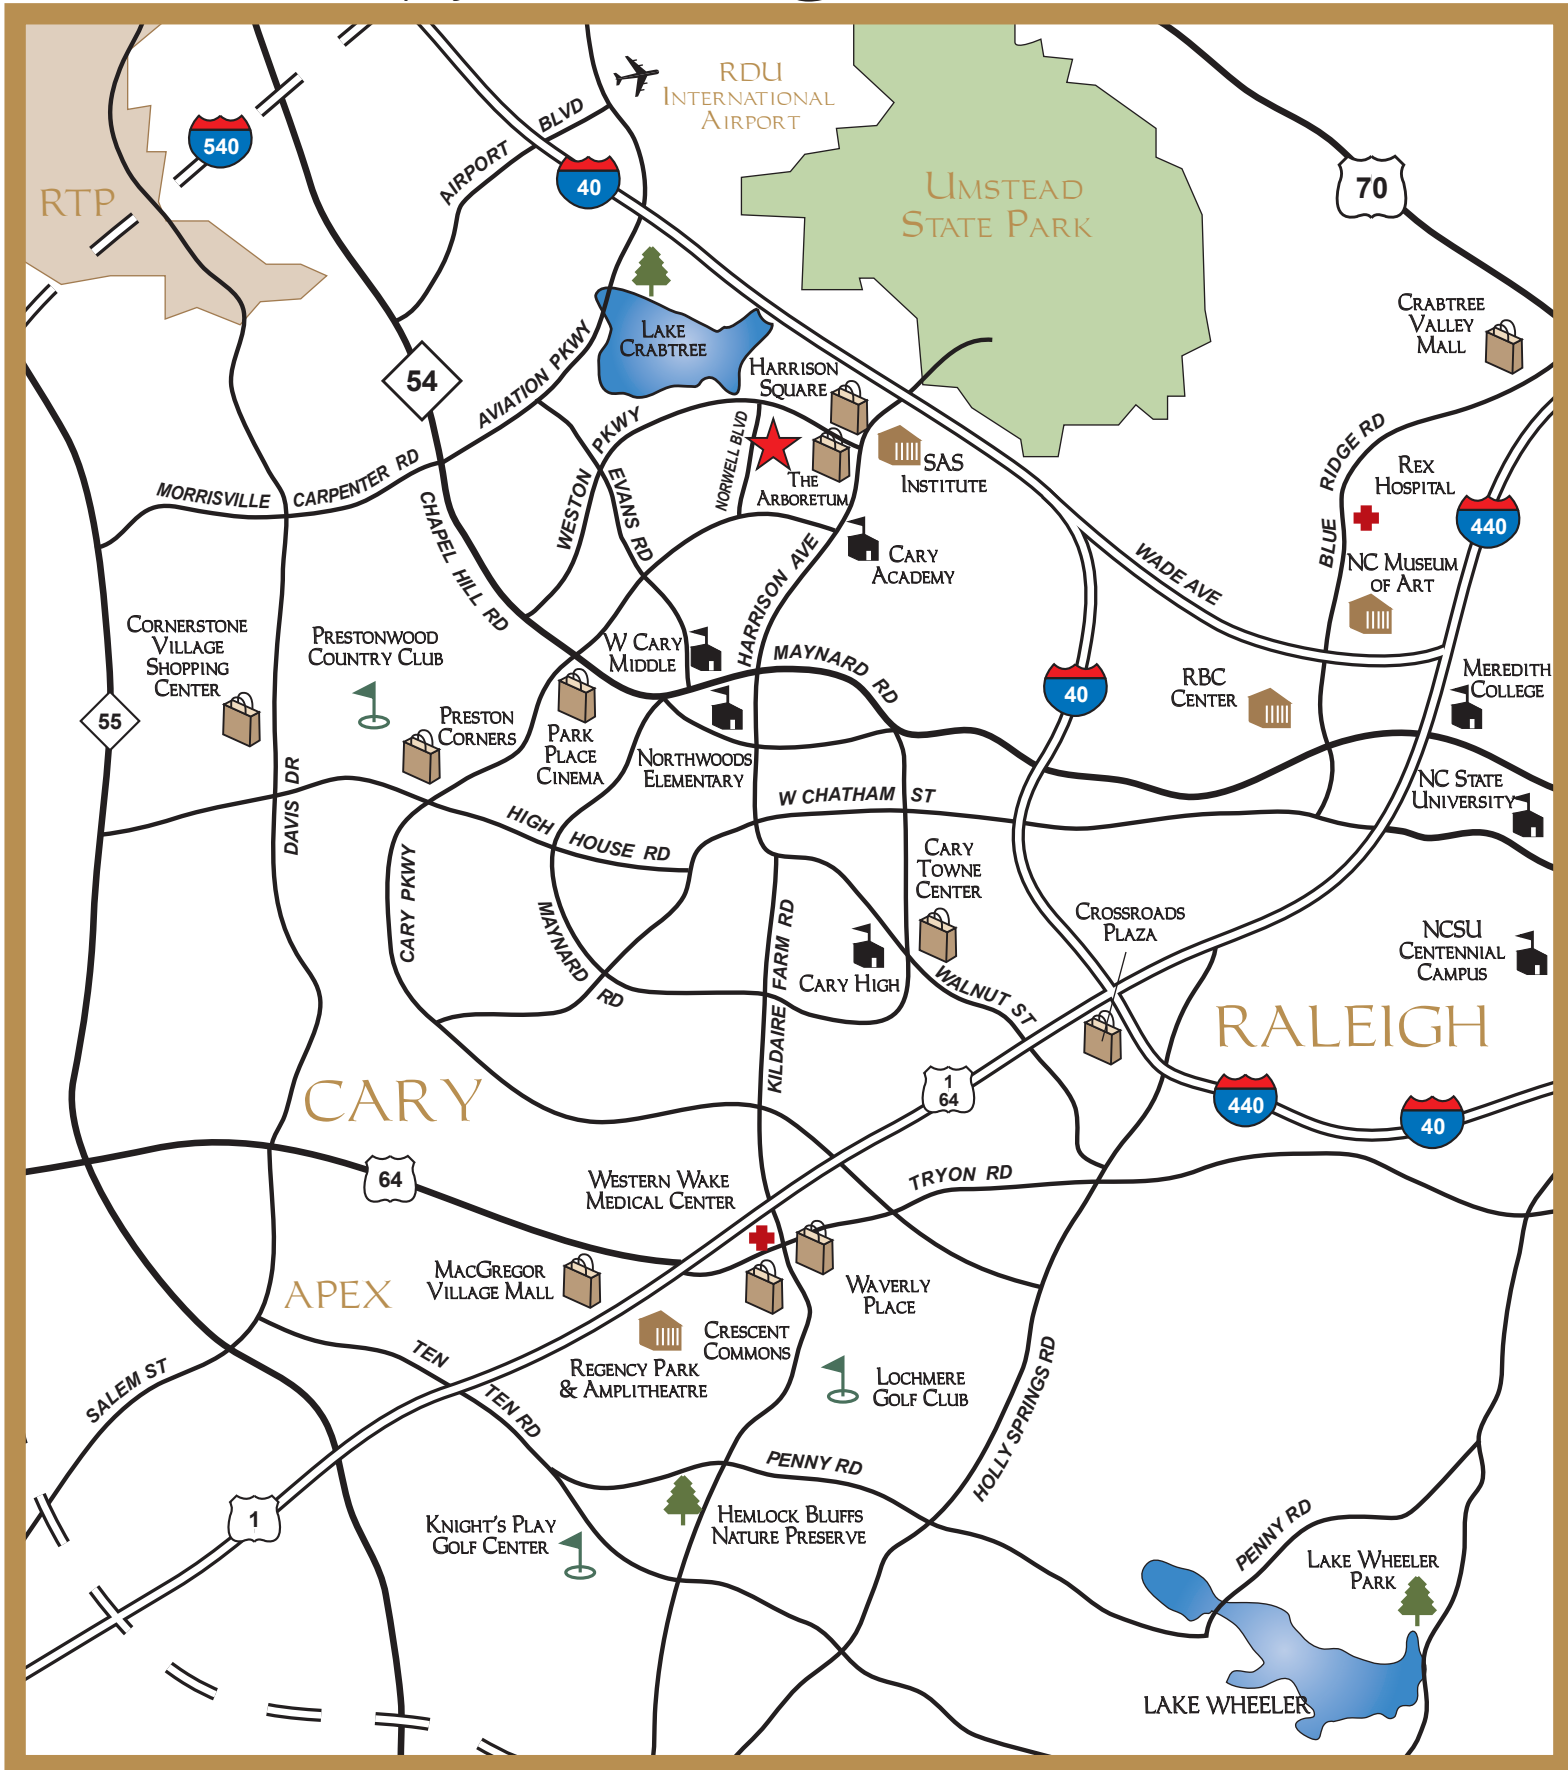 RDU
International
Airport
BLVD
AIRPORT
540
40
RTP
Umstead
State Park
70
Crabtree
Valley
Mall
Lake
Crabtree
54
AVIATION PKWY
Harrison
Square
PKWY
WESTON
NORWELL BLVD
The
Arboretum
SAS
Institute
RIDGE RD
BLUE
Rex
Hospital
440
MORRISVILLE
CARPENTER RD
CHAPEL HILL RD
EVANS RD
HARRISON AVE
Cary
Academy
WADE AVE
NC Museum
of Art
Cornerstone
Village
Shopping
Center
Prestonwood
Country Club
W Cary
Middle
MAYNARD RD
40
RBC
Center
Meredith
College
55
Preston
Corners
Park
Place
Cinema
Northwoods
Elementary
NC State
University
DAVIS DR
W CHATHAM ST
HIGH HOUSE RD
CARY PKWY
Cary
Towne
Center
MAYNARD
RD
KILDAIRE FARM RD
Cary High
WALNUT ST
Crossroads
Plaza
NCSU
Centennial
Campus
RALEIGH
CARY
1
64
440
40
64
Western Wake
Medical Center
TRYON RD
MacGregor
Village Mall
APEX
Waverly
Place
Crescent
Commons
Regency Park
& Amplitheatre
Lochmere
Golf Club
SALEM ST
TEN
TEN RD
HOLLY SPRINGS RD
PENNY RD
1
Knight's Play
Golf Center
Hemlock Bluffs
Nature Preserve
PENNY RD
Lake Wheeler
Park
LAKE WHEELER